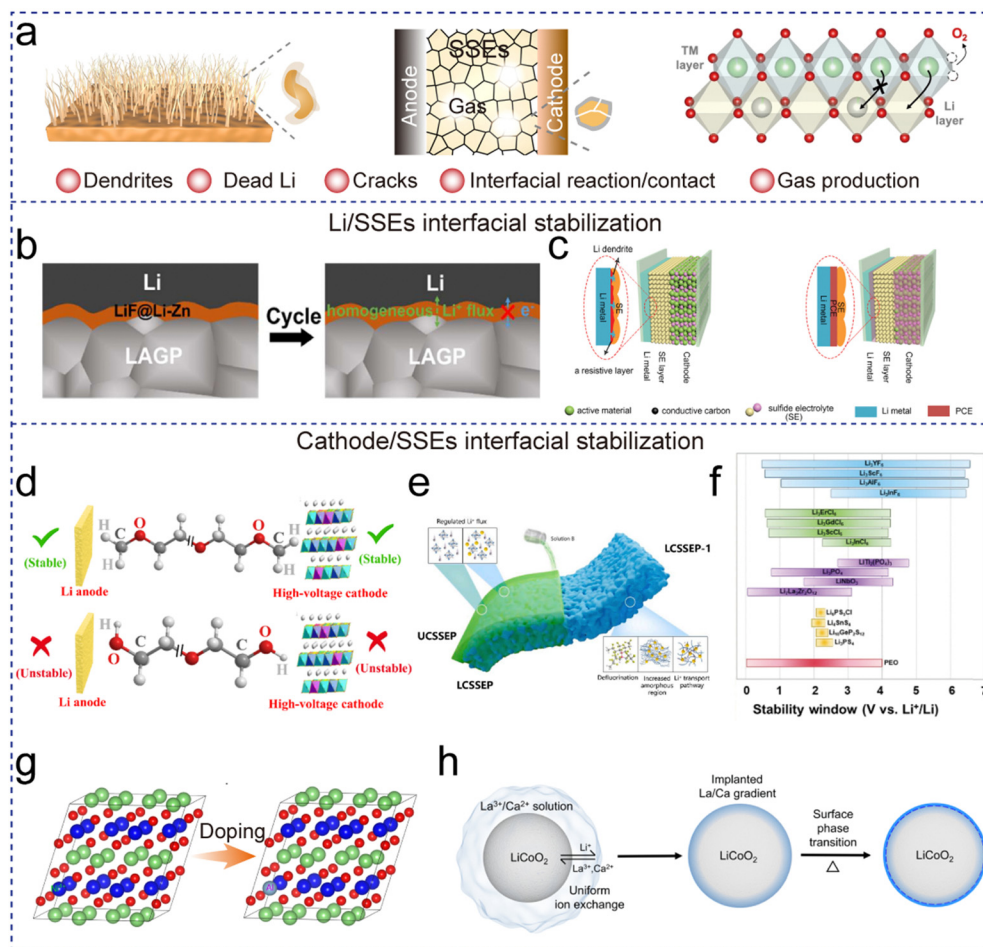 a
SSEs
Gas
Anode
Cathode
O₂
TM
layer
Li
layer
Dendrites
Dead Li
Cracks
Interfacial reaction/contact
Gas production
Li/SSEs interfacial stabilization
b
Li
LiF@Li-Zn
LAGP
Cycle
Li
homogeneous Li⁺ flux
e⁻
LAGP
c
Li dendrite
Li metal
SE
a resistive layer
Li metal
SE layer
Cathode
Li metal
PCE
SE
Li metal
SE layer
Cathode
active material
conductive carbon
sulfide electrolyte
(SE)
Li metal
PCE
Cathode/SSEs interfacial stabilization
d
H
C
O
O
C
H
(Stable)
(Stable)
Li anode
High-voltage cathode
H
O
C
O
C
O
H
(Unstable)
(Unstable)
Li anode
High-voltage cathode
e
Regulated Li⁺ flux
Solution B
LCSSEP-1
UCSSEP
LCSSEP
Defluorination
Increased
amorphous
region
Li⁺ transport
pathway
f
Li₃YF₆
Li₃ScF₆
Li₃AlF₆
Li₃InF₆
Li₃ErCl₆
Li₃GdCl₆
Li₃ScCl₆
Li₃InCl₆
LiTi₂(PO₄)₃
Li₃PO₄
LiNbO₃
Li₇La₃Zr₂O₁₂
Li₆PS₅Cl
Li₄SnS₄
Li₁₀GeP₂S₁₂
Li₃PS₄
PEO
0 1 2 3 4 5 6 7
Stability window (V vs. Li⁺/Li)
g
Doping
h
La³⁺/Ca²⁺ solution
LiCoO₂
Li⁺
La³⁺,Ca²⁺
Uniform
ion exchange
Implanted
La/Ca gradient
LiCoO₂
Surface
phase
transition
△
LiCoO₂